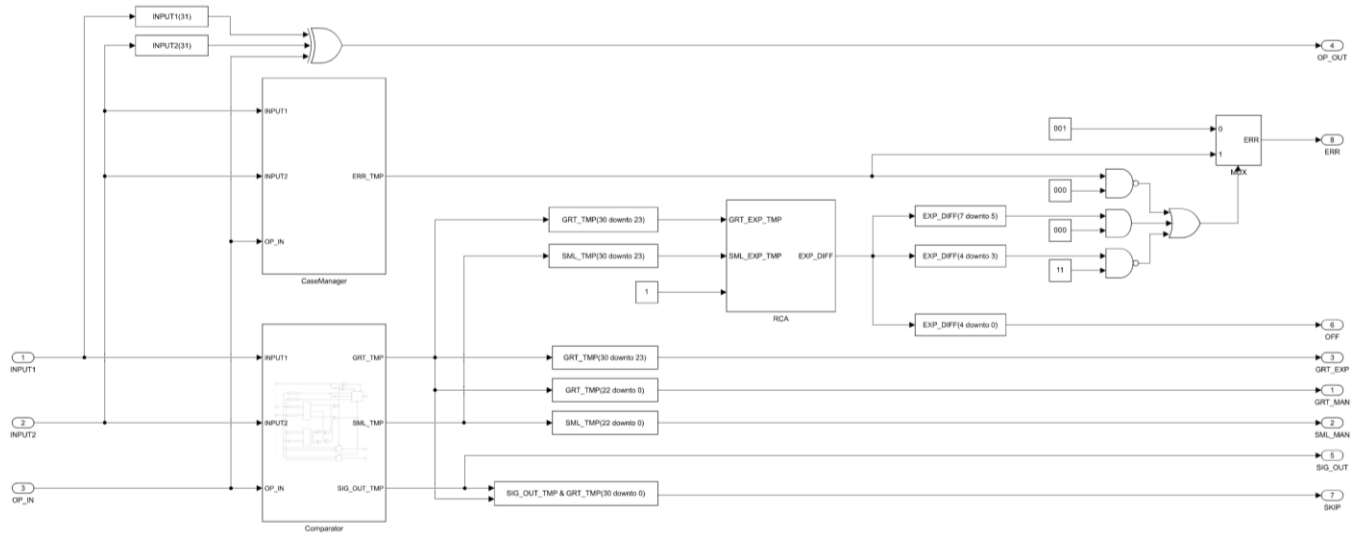 INPUT1(31)
INPUT2(31)
4
OP_OUT
INPUT1
INPUT2
OP_IN
ERR_TMP
CaseManager
001
0
1
ERR
MUX
8
ERR
000
000
11
GRT_TMP(30 downto 23)
SML_TMP(30 downto 23)
1
GRT_EXP_TMP
SML_EXP_TMP
EXP_DIFF
RCA
EXP_DIFF(7 downto 5)
EXP_DIFF(4 downto 3)
EXP_DIFF(4 downto 0)
6
OFF
1
INPUT1
2
INPUT2
3
OP_IN
INPUT1
INPUT2
OP_IN
GRT_TMP
SML_TMP
SIG_OUT_TMP
Comparator
GRT_TMP(30 downto 23)
GRT_TMP(22 downto 0)
SML_TMP(22 downto 0)
SIG_OUT_TMP & GRT_TMP(30 downto 0)
3
GRT_EXP
1
GRT_MAN
2
SML_MAN
5
SIG_OUT
7
SKIP